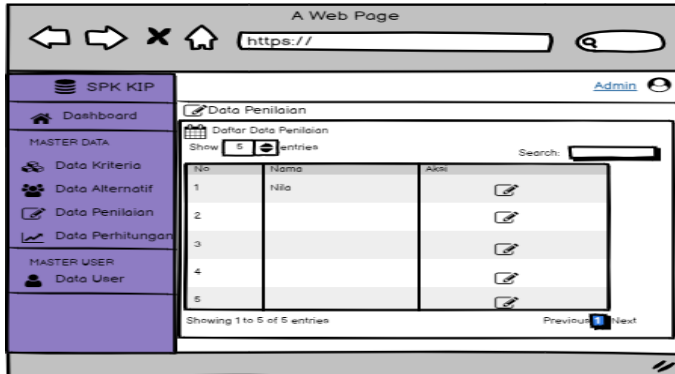 A Web Page
https://
SPK KIP
Admin
Dashboard
MASTER DATA
Data Kriteria
Data Alternatif
Data Penilaian
Data Perhitungan
MASTER USER
Data User
Data Penilaian
Daftar Data Penilaian
Show 5 entries
Search:
No Nama Aksi
1 Nila
2
3
4
5
Showing 1 to 5 of 5 entries
Previous 1 Next